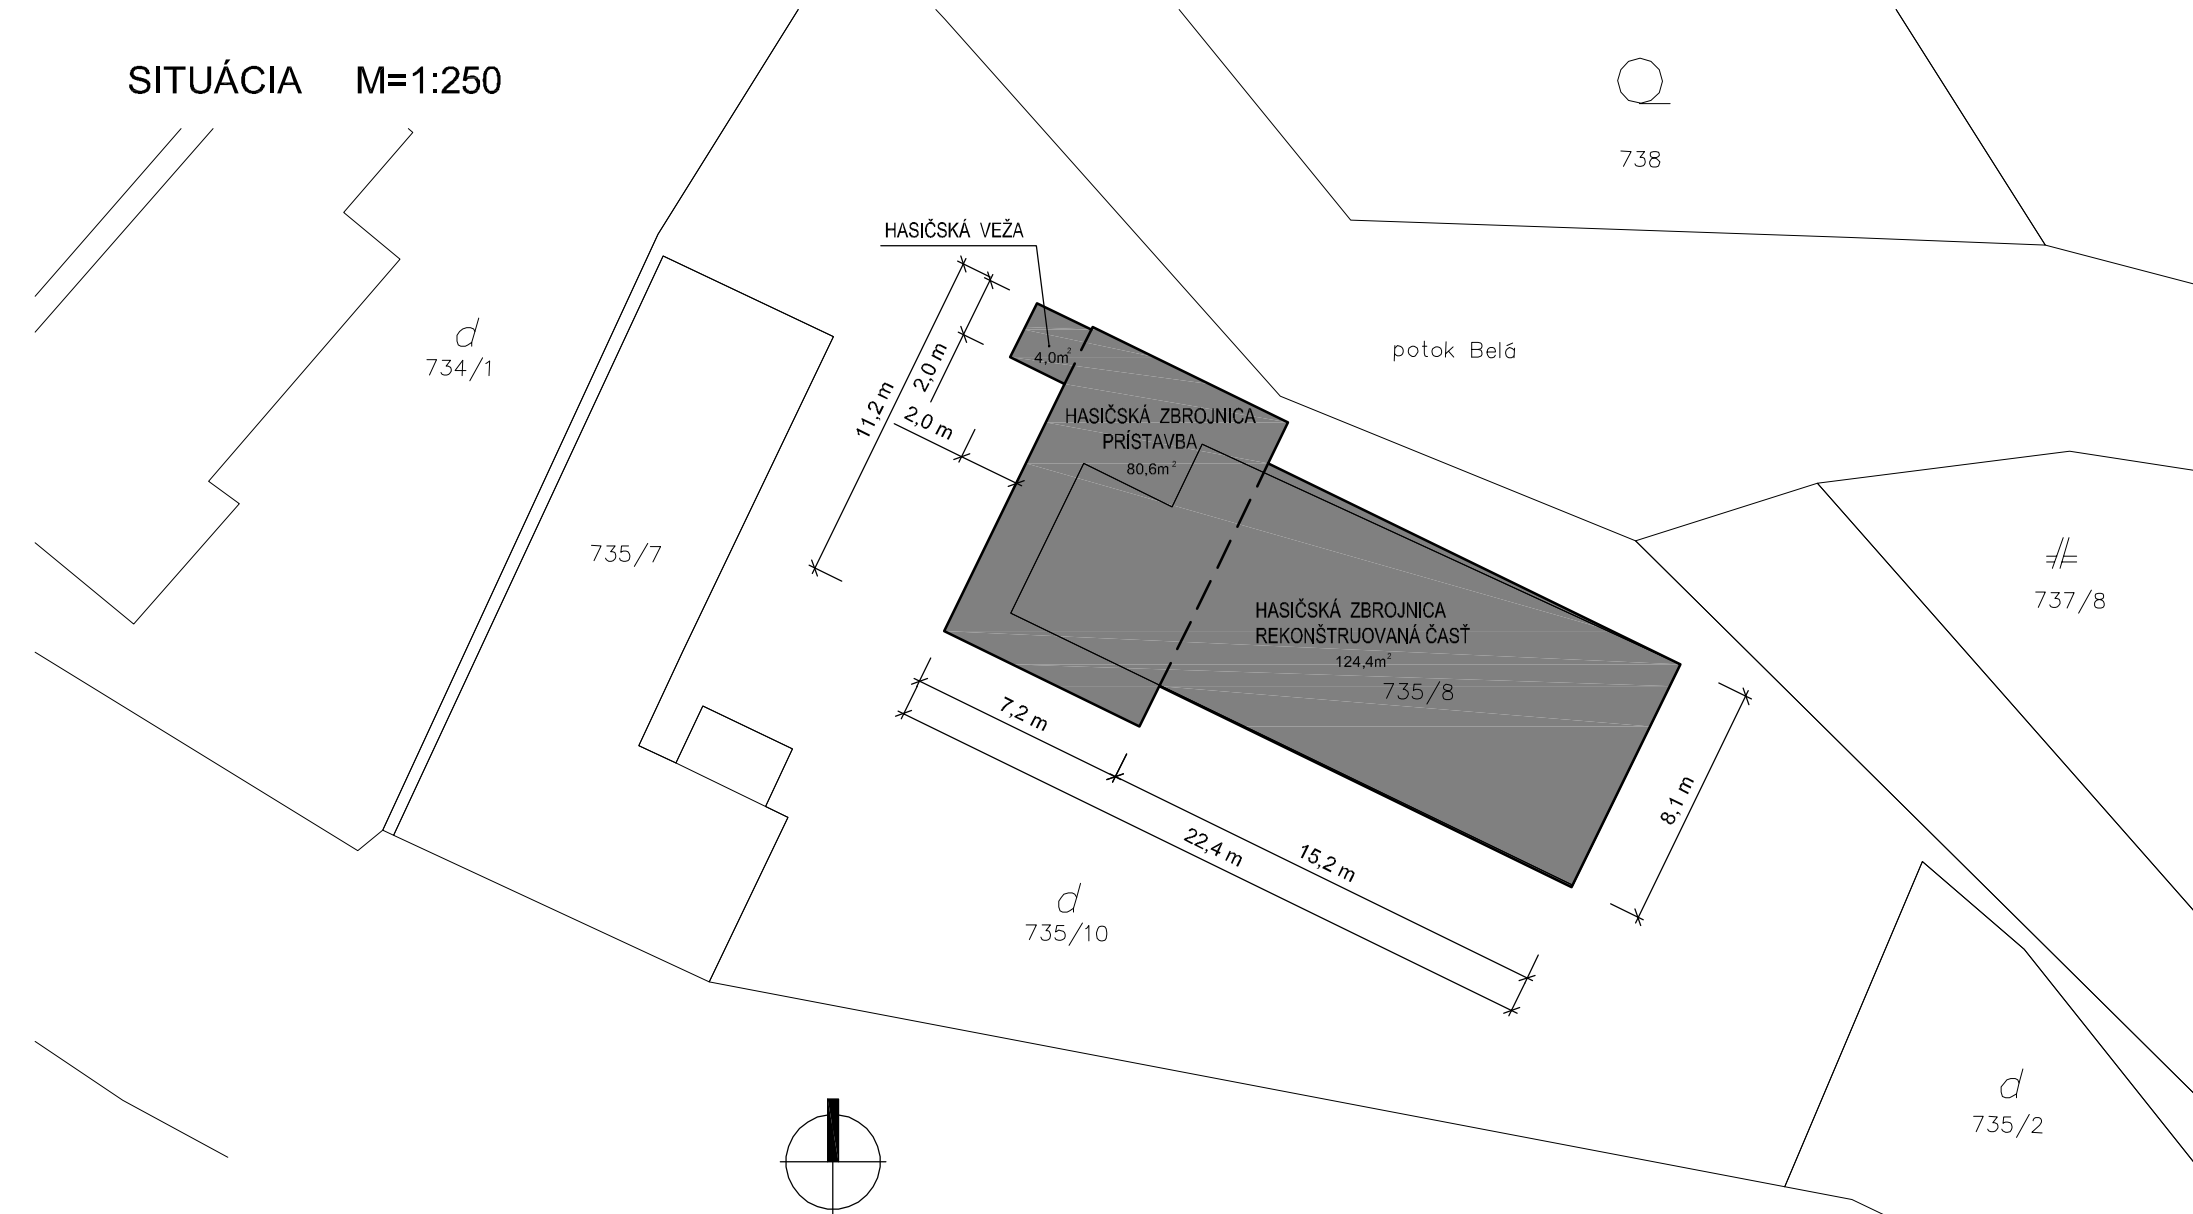 SITUÁCIA M=1:250
738
HASIČSKÁ VEŽA
d
734/1
potok Belá
4,0m²
2,0 m
11,2 m
2,0 m
HASIČSKÁ ZBROJNICA
PRÍSTAVBA
80,6m²
735/7
737/8
HASIČSKÁ ZBROJNICA
REKONŠTRUOVANÁ ČASŤ
124,4m²
735/8
7,2 m
8,1 m
22,4 m
15,2 m
d
735/10
d
735/2